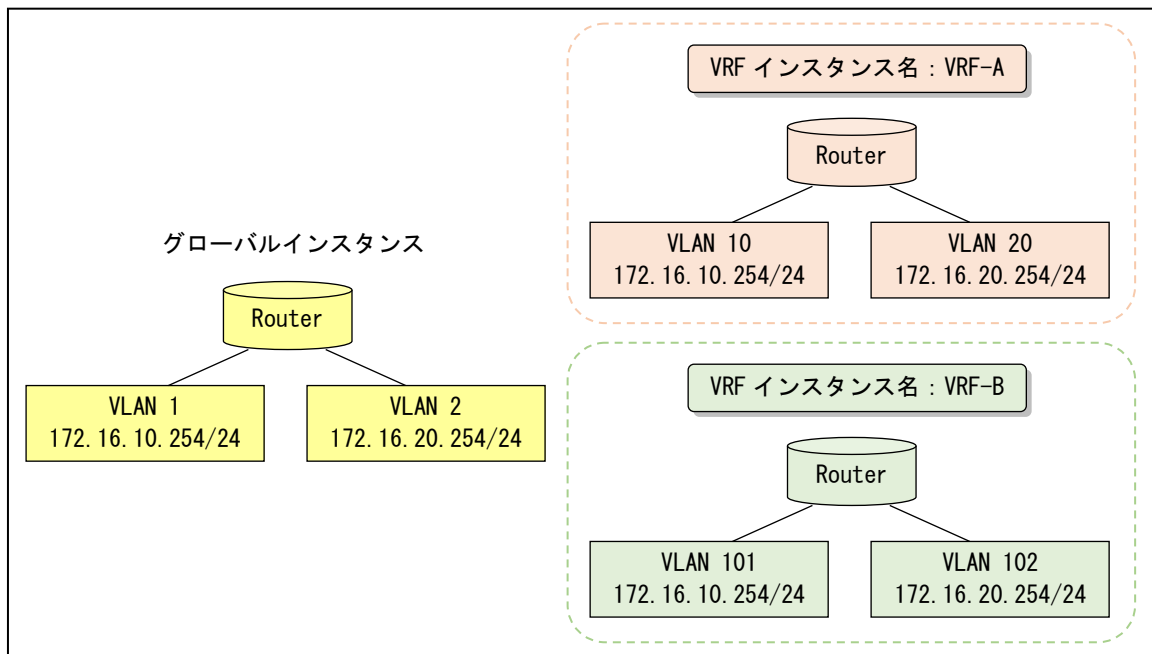 グローバルインスタンス
Router
VLAN 1
172.16.10.254/24
VLAN 2
172.16.20.254/24
VRF インスタンス名：VRF-A
Router
VLAN 10
172.16.10.254/24
VLAN 20
172.16.20.254/24
VRF インスタンス名：VRF-B
Router
VLAN 101
172.16.10.254/24
VLAN 102
172.16.20.254/24